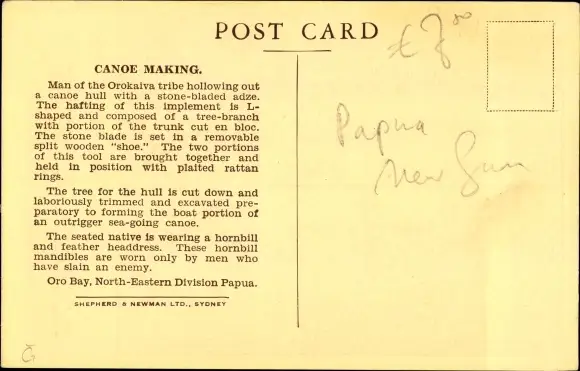 POST CARD
£7.00
CANOE MAKING.
Man of the Orokaiva tribe hollowing out
a canoe hull with a stone-bladed adze.
The hafting of this implement is L-
shaped and composed of a tree-branch
with portion of the trunk cut en bloc.
The stone blade is set in a removable
split wooden "shoe." The two portions
of this tool are brought together and
held in position with plaited rattan
rings.
The tree for the hull is cut down and
laboriously trimmed and excavated pre-
paratory to forming the boat portion of
an outrigger sea-going canoe.
The seated native is wearing a hornbill
and feather headdress. These hornbill
mandibles are worn only by men who
have slain an enemy.
Oro Bay, North-Eastern Division Papua.
SHEPHERD & NEWMAN LTD., SYDNEY
Papua
New